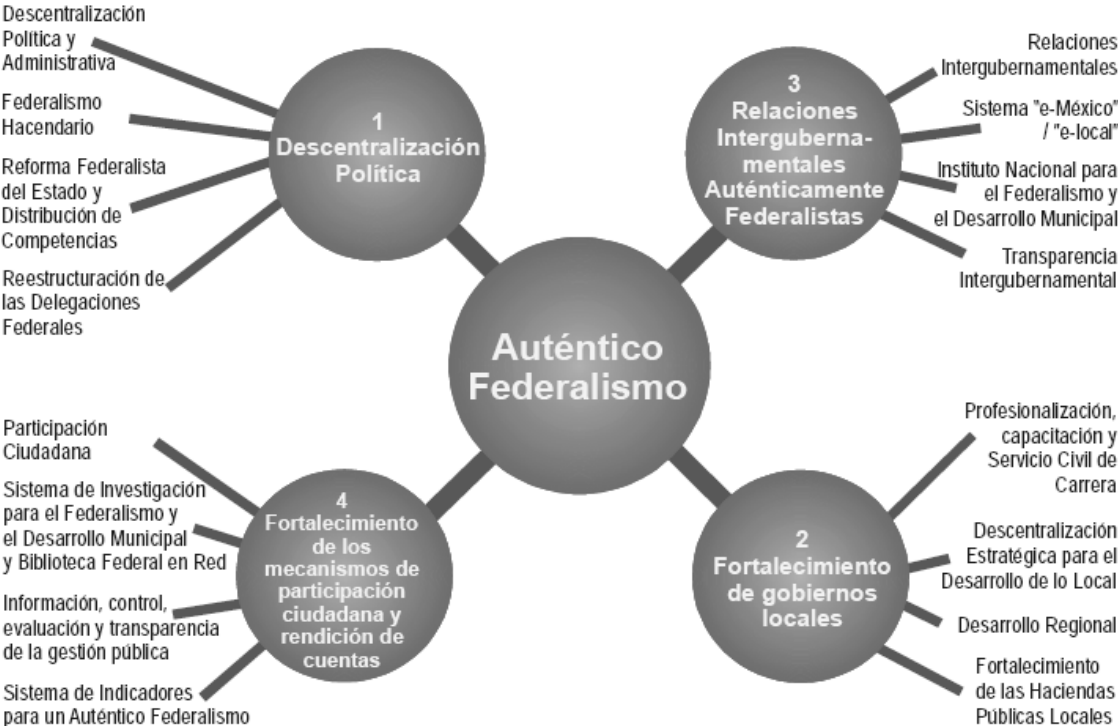 Descentralización
Política y
Administrativa
Federalismo
Hacendario
Reforma Federalista
del Estado y
Distribución de
Competencias
Reestructuración de
las Delegaciones
Federales
1
Descentralización
Política
3
Relaciones
Interguberna-
mentales
Auténticamente
Federalistas
Relaciones
Intergubernamentales
Sistema "e-México"
/ "e-local"
Instituto Nacional para
el Federalismo y
el Desarrollo Municipal
Transparencia
Intergubernamental
Auténtico
Federalismo
Participación
Ciudadana
Sistema de Investigación
para el Federalismo y
el Desarrollo Municipal
y Biblioteca Federal en Red
Información, control,
evaluación y transparencia
de la gestión pública
Sistema de Indicadores
para un Auténtico Federalismo
4
Fortalecimiento
de los
mecanismos de
participación
ciudadana y
rendición de
cuentas
2
Fortalecimiento
de gobiernos
locales
Profesionalización,
capacitación y
Servicio Civil de
Carrera
Descentralización
Estratégica para el
Desarrollo de lo Local
Desarrollo Regional
Fortalecimiento
de las Haciendas
Públicas Locales